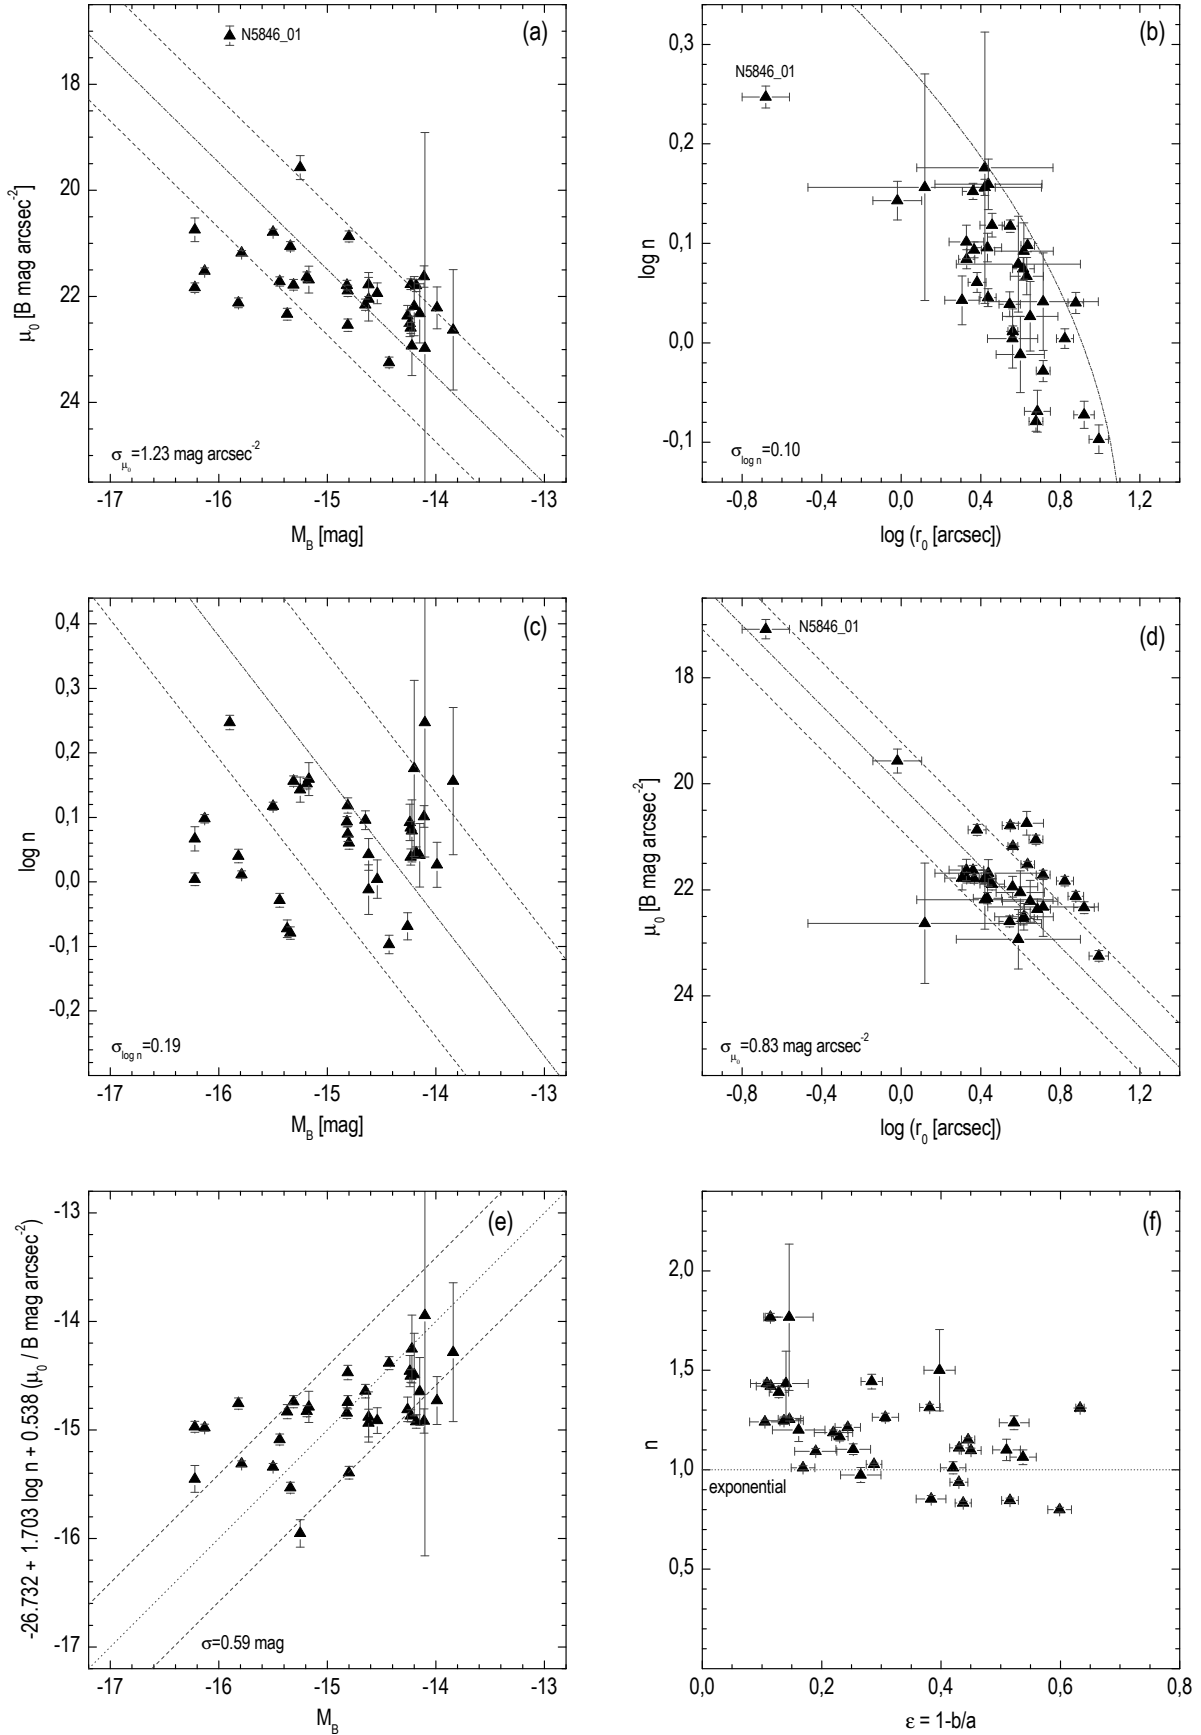 (a)
N5846_01
18
20
22
24
μ₀ [B mag arcsec⁻²]
σ_μ₀=1.23 mag arcsec⁻²
-17 -16 -15 -14 -13
M_B [mag]
(b)
N5846_01
0,3
0,2
0,1
0,0
-0,1
log n
σ_log n=0.10
-0,8 -0,4 0,0 0,4 0,8 1,2
log (r₀ [arcsec])
(c)
0,4
0,3
0,2
0,1
0,0
-0,1
-0,2
log n
σ_log n=0.19
-17 -16 -15 -14 -13
M_B [mag]
(d)
N5846_01
18
20
22
24
μ₀ [B mag arcsec⁻²]
σ_μ₀=0.83 mag arcsec⁻²
-0,8 -0,4 0,0 0,4 0,8 1,2
log (r₀ [arcsec])
(e)
-13
-14
-15
-16
-17
-26.732 + 1.703 log n + 0.538 (μ₀ / B mag arcsec⁻²)
σ=0.59 mag
-17 -16 -15 -14 -13
M_B
(f)
2,0
1,5
1,0
0,5
n
exponential
0,0 0,2 0,4 0,6 0,8
ε = 1-b/a